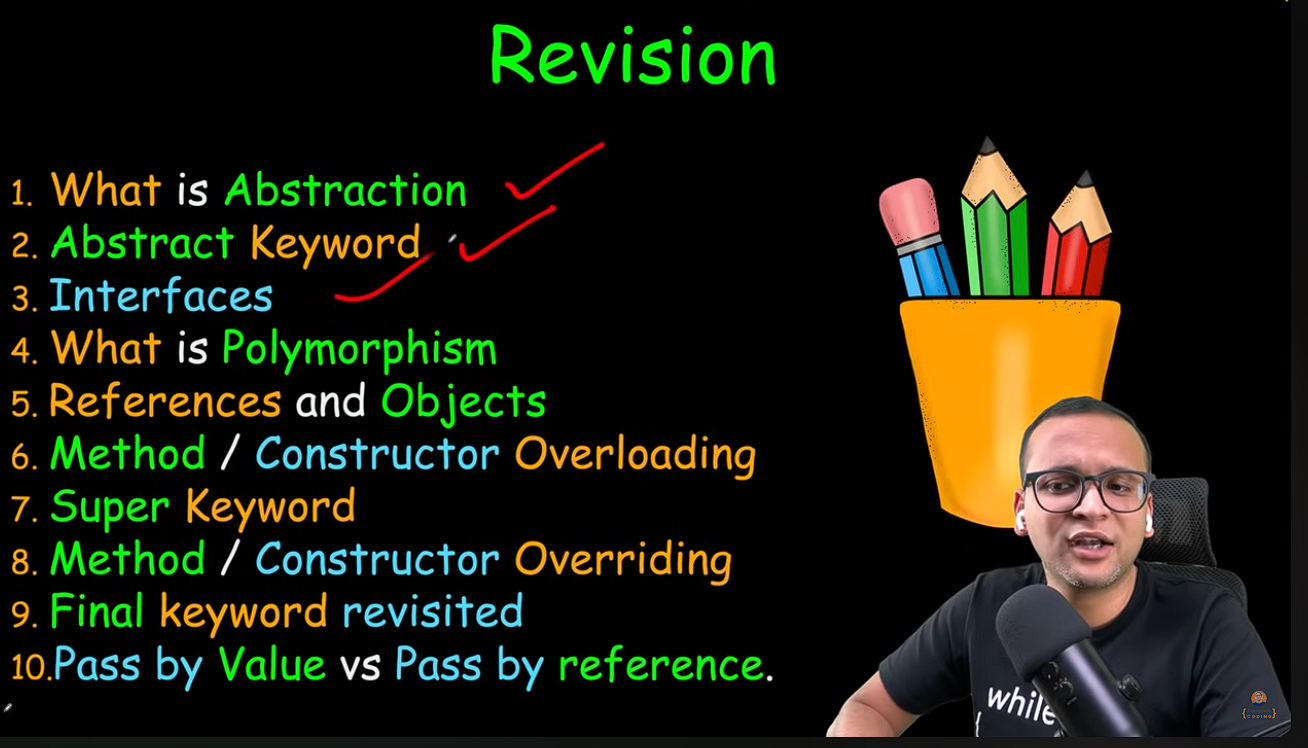 Revision
1. What is Abstraction
2. Abstract Keyword
3. Interfaces
4. What is Polymorphism
5. References and Objects
6. Method / Constructor Overloading
7. Super Keyword
8. Method / Constructor Overriding
9. Final keyword revisited
10.Pass by Value vs Pass by reference.
while
CODING